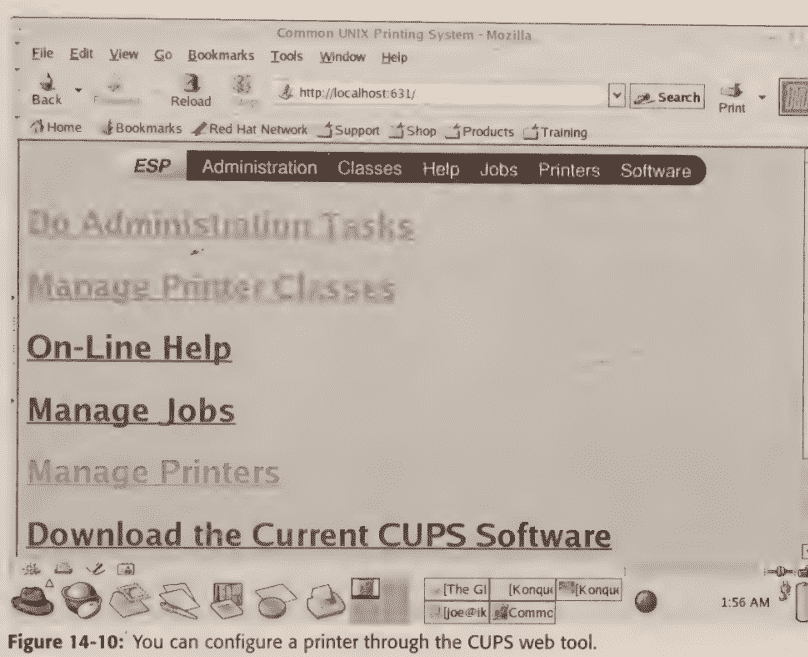 Common UNIX Printing System - Mozilla
File Edit View Go Bookmarks Tools Window Help
Back Reload Print
http://localhost:631/ Search
Home Bookmarks Red Hat Network Support Shop Products Training
ESP Administration Classes Help Jobs Printers Software
Do Administration Tasks
Manage Printer Classes
On-Line Help
Manage Jobs
Manage Printers
Download the Current CUPS Software
[The GI [Konqu [Konqu
[joe@ik Commo
1:56 AM
Figure 14-10: You can configure a printer through the CUPS web tool.